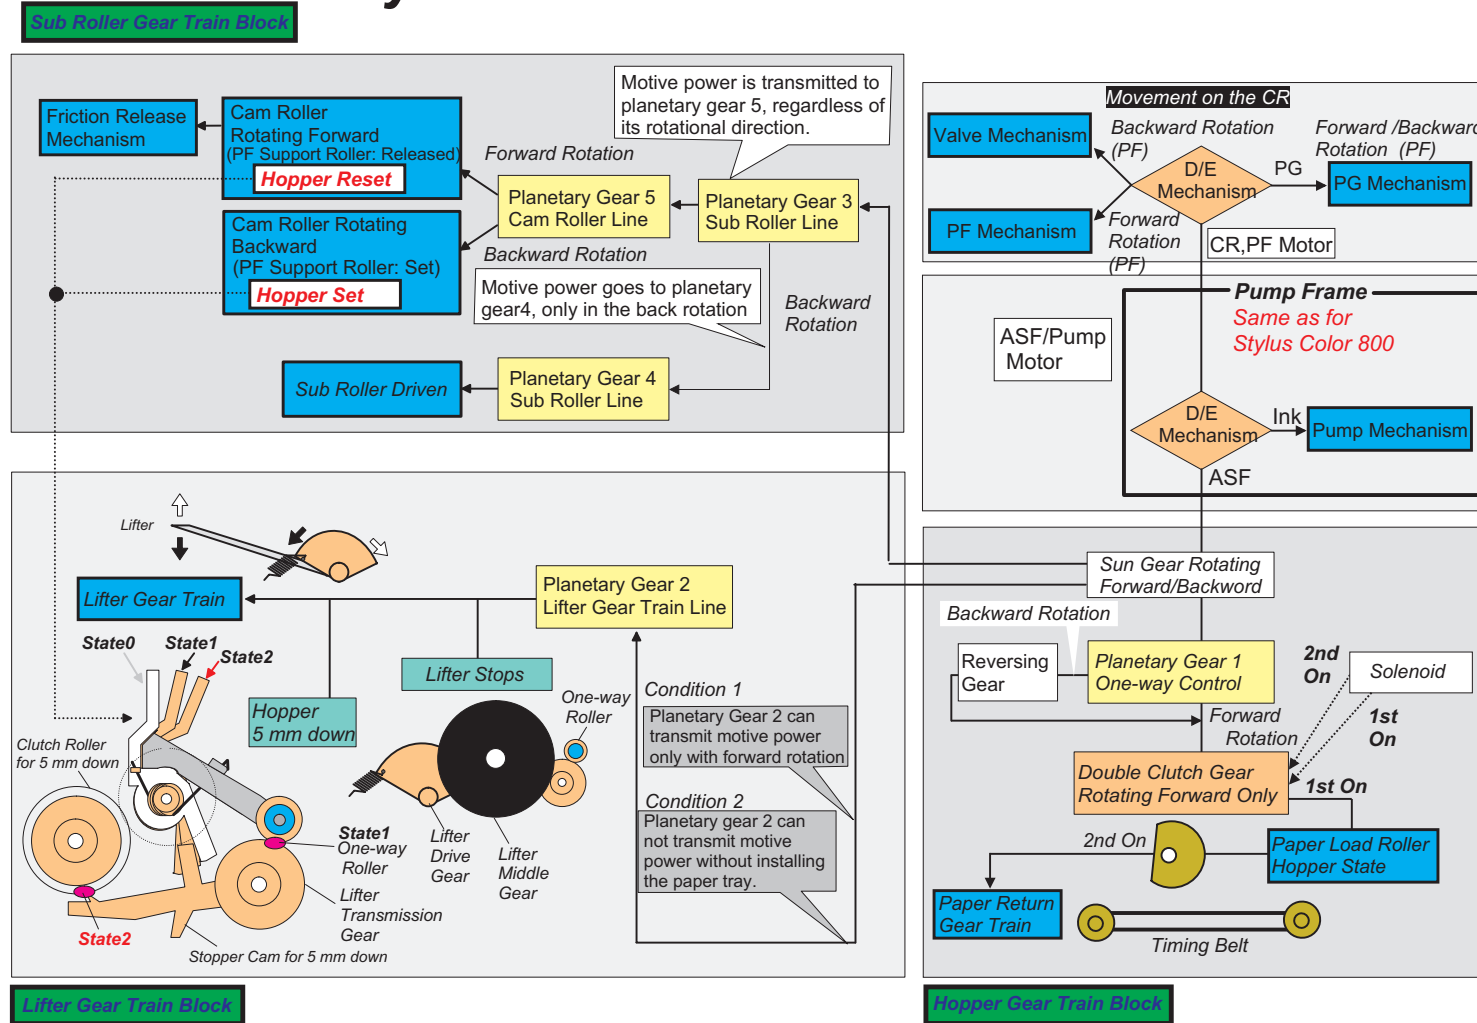 Sub Roller Gear Train Block
Motive power is transmitted to
planetary gear 5, regardless of
its rotational direction.
Friction Release
Mechanism
Cam Roller
Rotating Forward
(PF Support Roller: Released)
Hopper Reset
Forward Rotation
Planetary Gear 5
Cam Roller Line
Planetary Gear 3
Sub Roller Line
Cam Roller Rotating
Backward
(PF Support Roller: Set)
Hopper Set
Backward Rotation
Motive power goes to planetary
gear4, only in the back rotation
Backward
Rotation
Sub Roller Driven
Planetary Gear 4
Sub Roller Line
Movement on the CR
Valve Mechanism
Backward Rotation
(PF)
Forward /Backward
Rotation (PF)
D/E
Mechanism
PG
PG Mechanism
PF Mechanism
Forward
Rotation
(PF)
CR,PF Motor
Pump Frame
Same as for
Stylus Color 800
ASF/Pump
Motor
D/E
Mechanism
Ink
Pump Mechanism
ASF
Lifter
Lifter Gear Train
Planetary Gear 2
Lifter Gear Train Line
State0
State1
State2
Lifter Stops
Hopper
5 mm down
One-way
Roller
Condition 1
Planetary Gear 2 can
transmit motive power
only with forward rotation
Condition 2
Planetary gear 2 can
not transmit motive
power without installing
the paper tray.
Clutch Roller
for 5 mm down
State1
One-way
Roller
Lifter
Drive
Gear
Lifter
Middle
Gear
Lifter
Transmission
Gear
State2
Stopper Cam for 5 mm down
Lifter Gear Train Block
Sun Gear Rotating
Forward/Backword
Backward Rotation
Reversing
Gear
Planetary Gear 1
One-way Control
2nd
On
Solenoid
1st
On
Forward
Rotation
Double Clutch Gear
Rotating Forward Only
1st On
2nd On
Paper Load Roller
Hopper State
Paper Return
Gear Train
Timing Belt
Hopper Gear Train Block